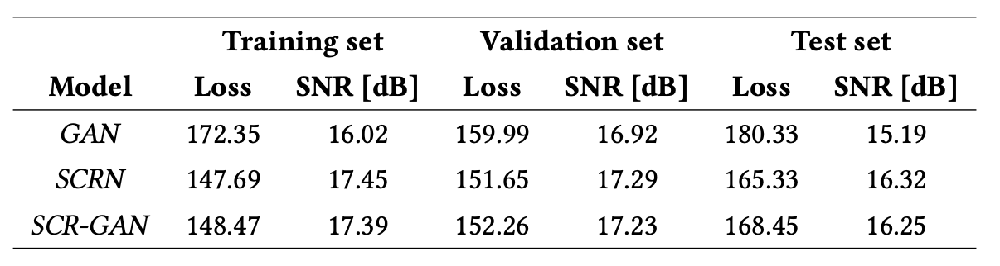 Training set Validation set Test set
Model Loss SNR [dB] Loss SNR [dB] Loss SNR [dB]
GAN 172.35 16.02 159.99 16.92 180.33 15.19
SCRN 147.69 17.45 151.65 17.29 165.33 16.32
SCR-GAN 148.47 17.39 152.26 17.23 168.45 16.25